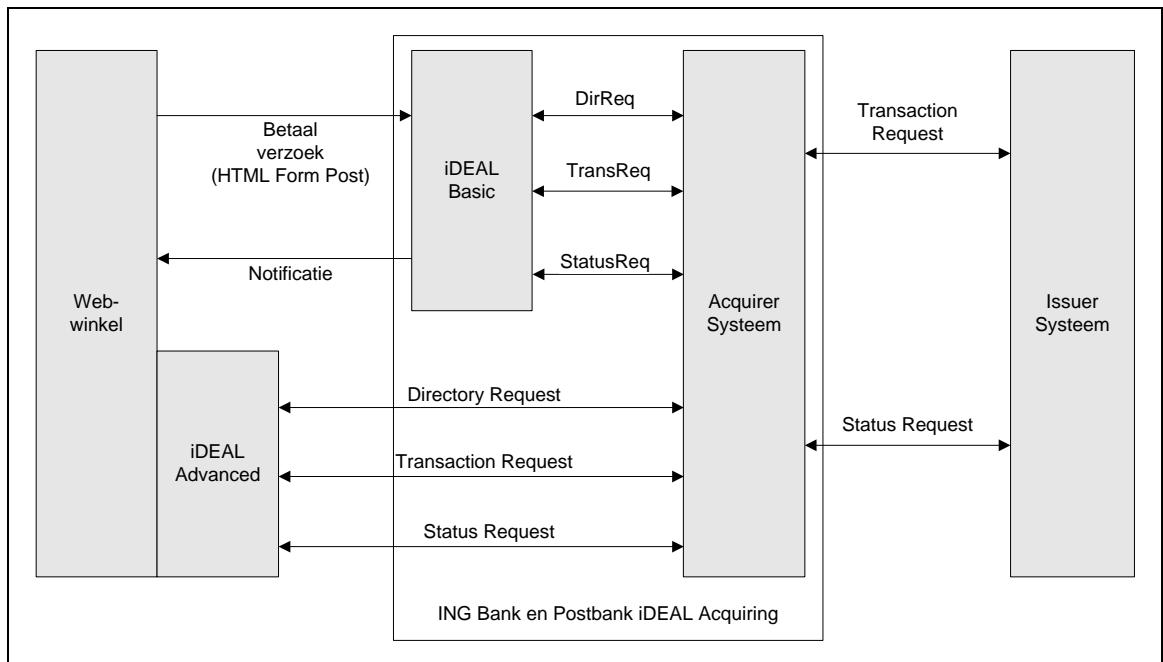 DirReq
Transaction
Request
Betaal
verzoek
(HTML Form Post)
iDEAL
Basic
TransReq
Notificatie
StatusReq
Web-
winkel
Acquirer
Systeem
Issuer
Systeem
Directory Request
Status Request
iDEAL
Advanced
Transaction Request
Status Request
ING Bank en Postbank iDEAL Acquiring